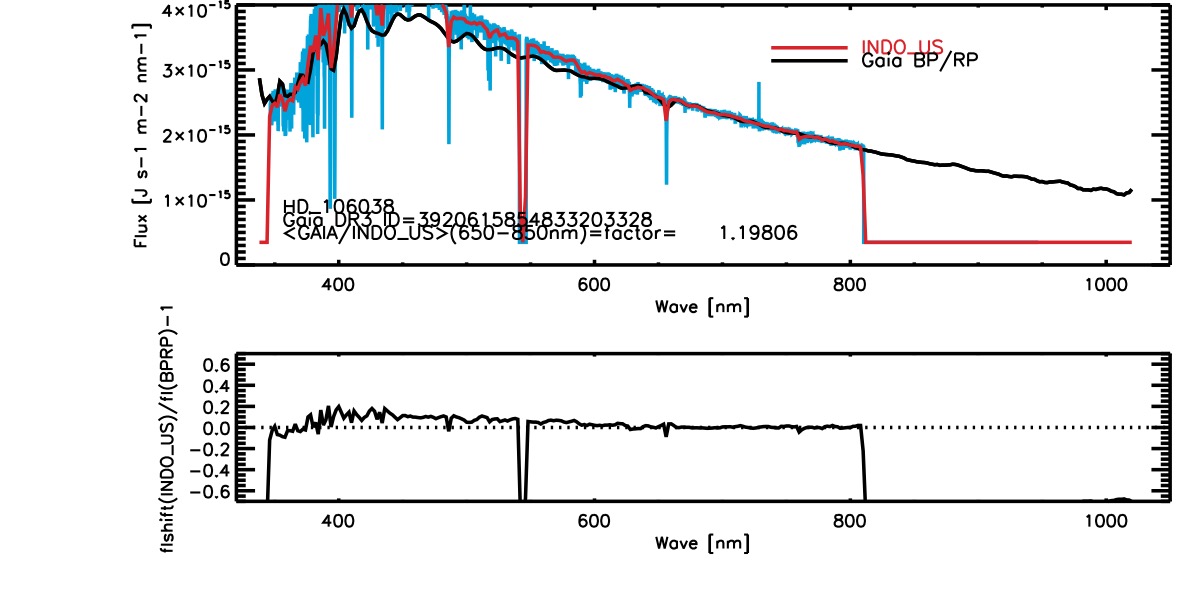 4×10−15
3×10−15
2×10−15
1×10−15
0
Flux [J s−1 m−2 nm−1]
INDO_US
Gaia BP/RP
HD_106038
Gaia DR3 ID=3920615854833203328
<GAIA/INDO_US>(650−850nm)=factor= 1.19806
400 600 800 1000
Wave [nm]
flshift(INDO_US)/fl(BPRP)−1
0.6
0.4
0.2
0.0
−0.2
−0.4
−0.6
400 600 800 1000
Wave [nm]